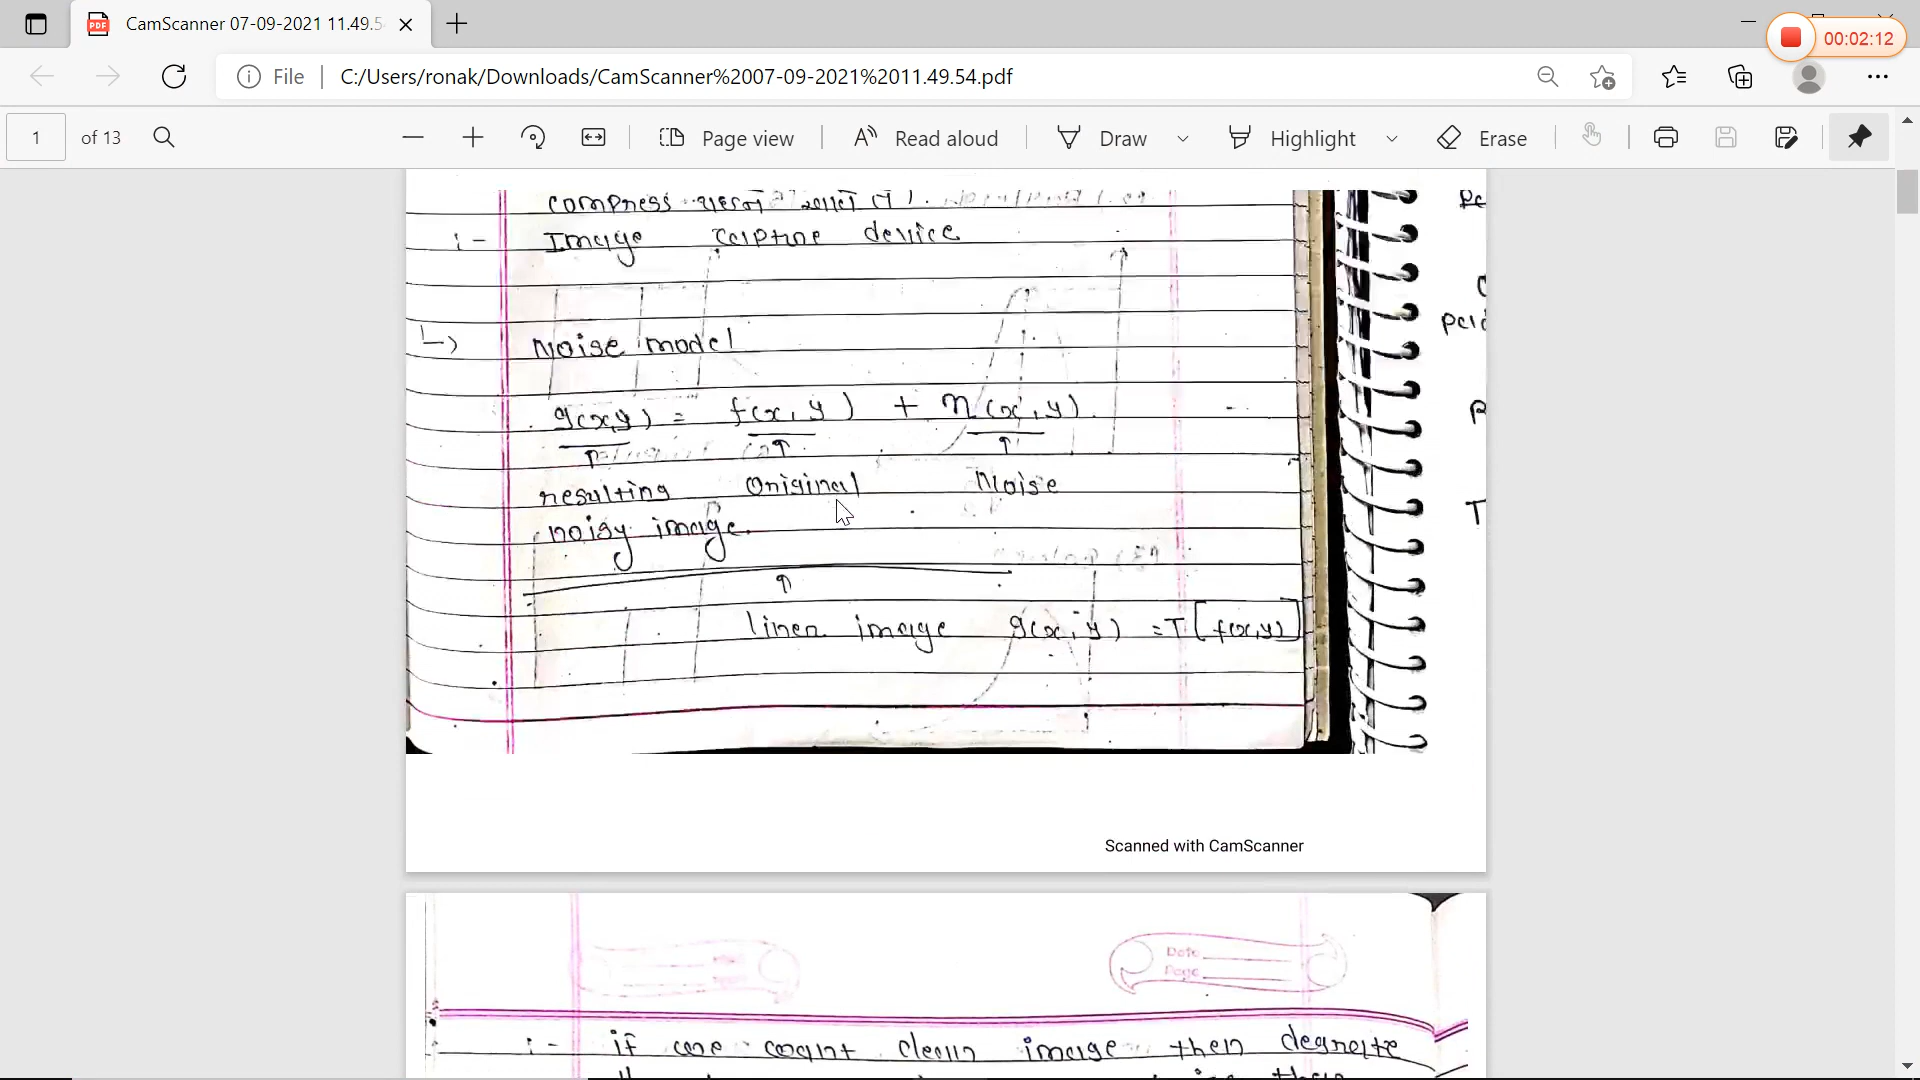 CamScanner 07-09-2021 11.49.5
00:02:12
File
C:/Users/ronak/Downloads/CamScanner%2007-09-2021%2011.49.54.pdf
1 of 13
Page view
Read aloud
Draw
Highlight
Erase
compress
:- Image capture device
↳ Noise model
g(x,y) = f(x,y) + n(x,y).
resulting Original Noise
noisy image.
linear image g(x,y) = T[f(x,y)]
Scanned with CamScanner
Date
Page
:- if we want clean image then degrate